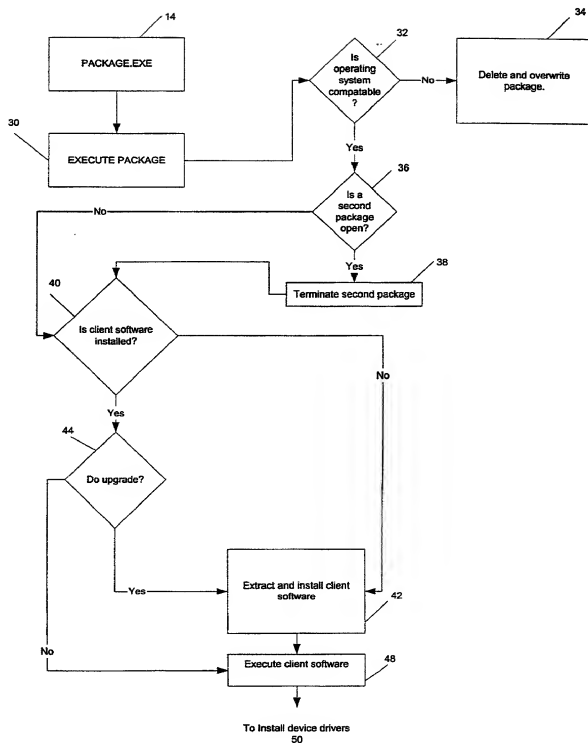 14
PACKAGE.EXE
30
EXECUTE PACKAGE
32
Is
operating
system
compatable
?
No
34
Delete and overwrite
package.
Yes
36
Is a
second
package
open?
No
Yes
38
Terminate second package
40
Is client software
installed?
No
Yes
44
Do upgrade?
Yes
Extract and install client
software
42
No
Execute client software
48
To Install device drivers
50